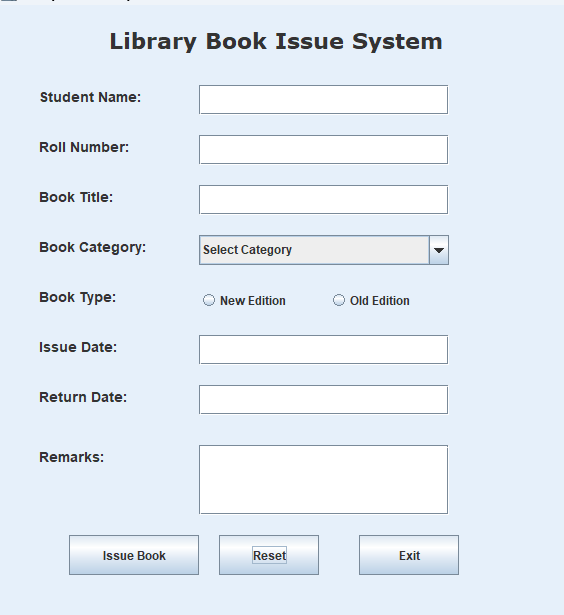 Library Book Issue System
Student Name:
Roll Number:
Book Title:
Book Category: Select Category
Book Type: New Edition Old Edition
Issue Date:
Return Date:
Remarks:
Issue Book Reset Exit